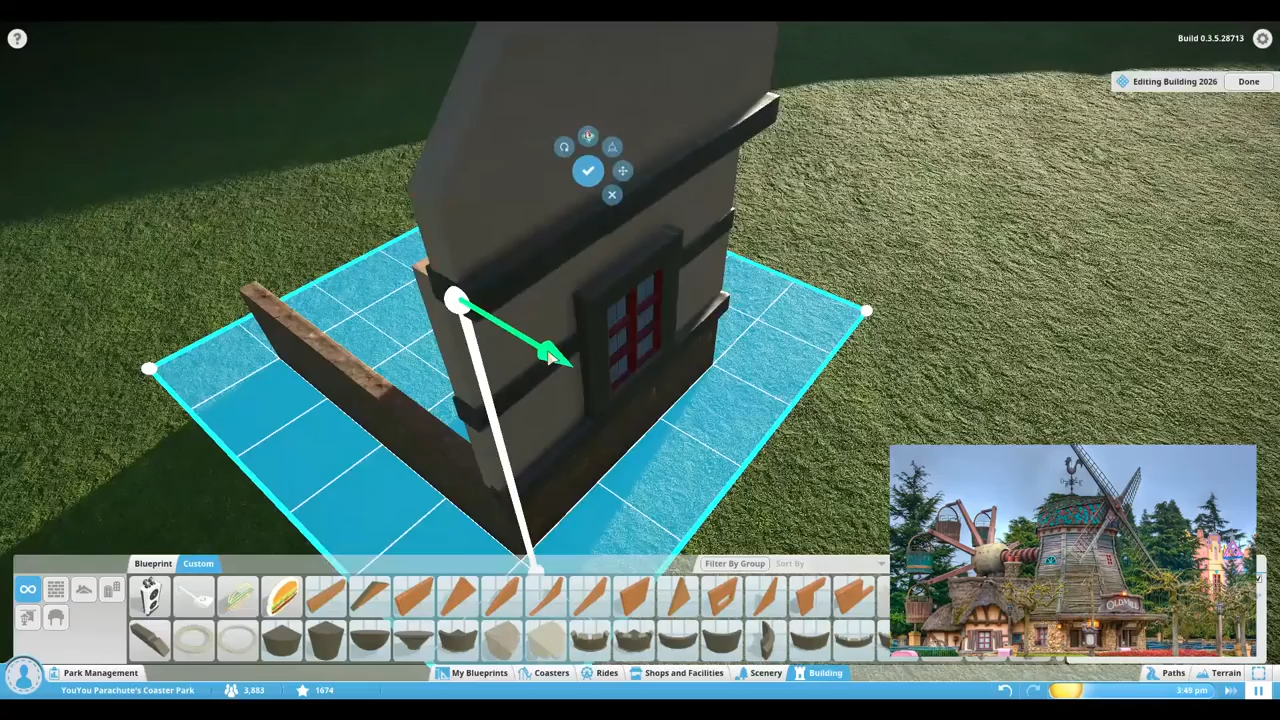 ?
Build 0.3.5.28713
Editing Building 2026 Done
Blueprint Custom Filter By Group Sort By
OLD MILL
Park Management My Blueprints Coasters Rides Shops and Facilities Scenery Building Paths Terrain
YouYou Parachute's Coaster Park 3,883 1674 3:49 pm